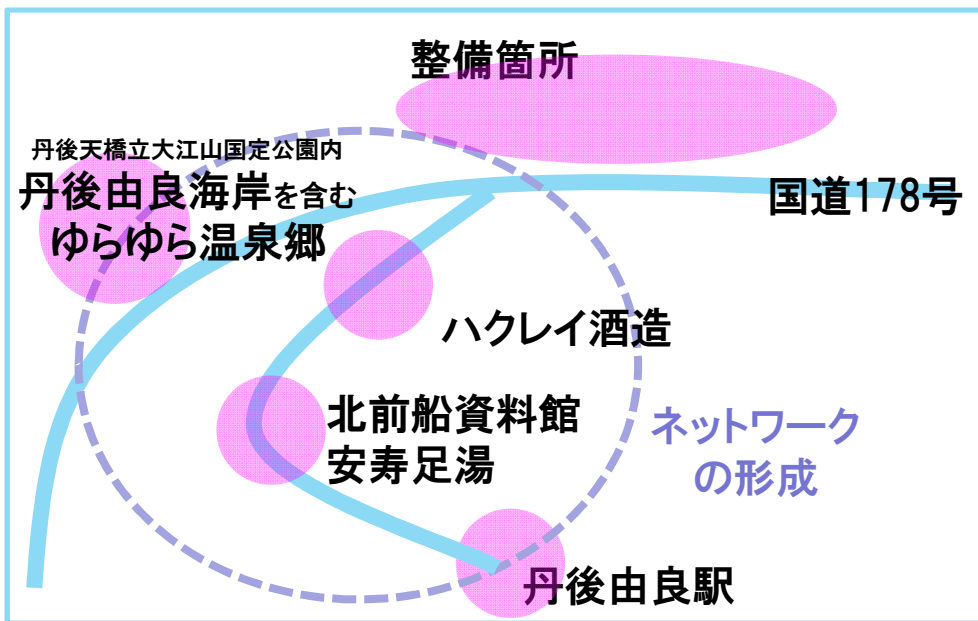 整備箇所
丹後天橋立大江山国定公園内
丹後由良海岸を含む
ゆらゆら温泉郷
国道178号
ハクレイ酒造
北前船資料館
安寿足湯
ネットワーク
の形成
丹後由良駅